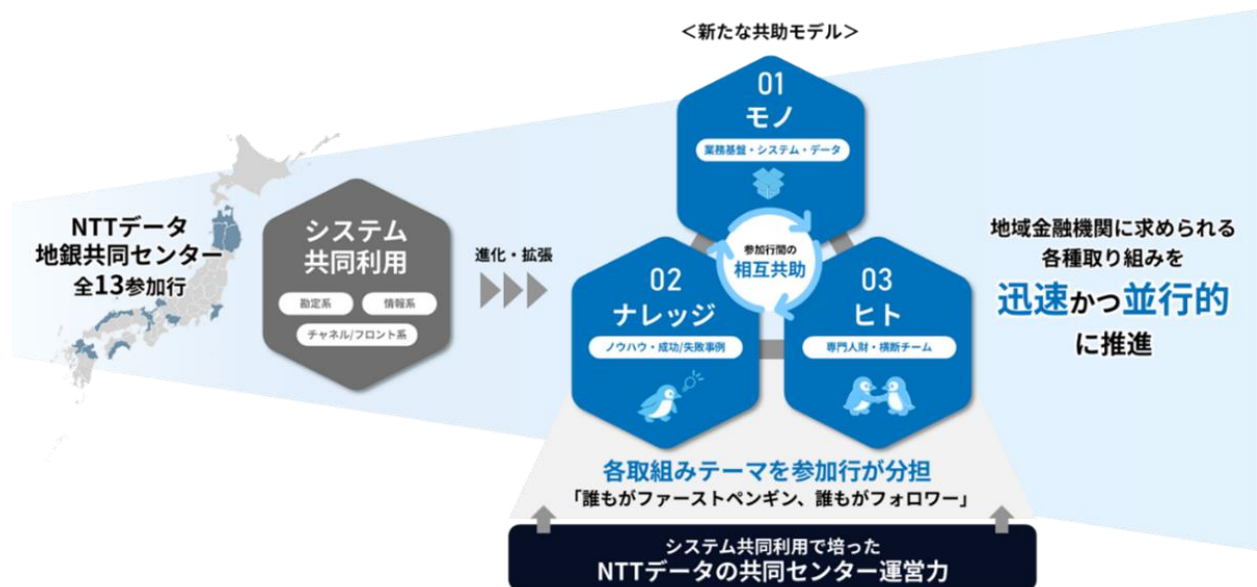 <新たな共助モデル>
01
モノ
業務基盤・システム・データ
NTTデータ
地銀共同センター
全13参加行
システム
共同利用
勘定系
情報系
チャネル/フロント系
進化・拡張
参加行間の
相互共助
02
ナレッジ
ノウハウ・成功/失敗事例
03
ヒト
専門人財・横断チーム
地域金融機関に求められる
各種取り組みを
迅速かつ並行的
に推進
各取組みテーマを参加行が分担
「誰もがファーストペンギン、誰もがフォロワー」
システム共同利用で培った
NTTデータの共同センター運営力